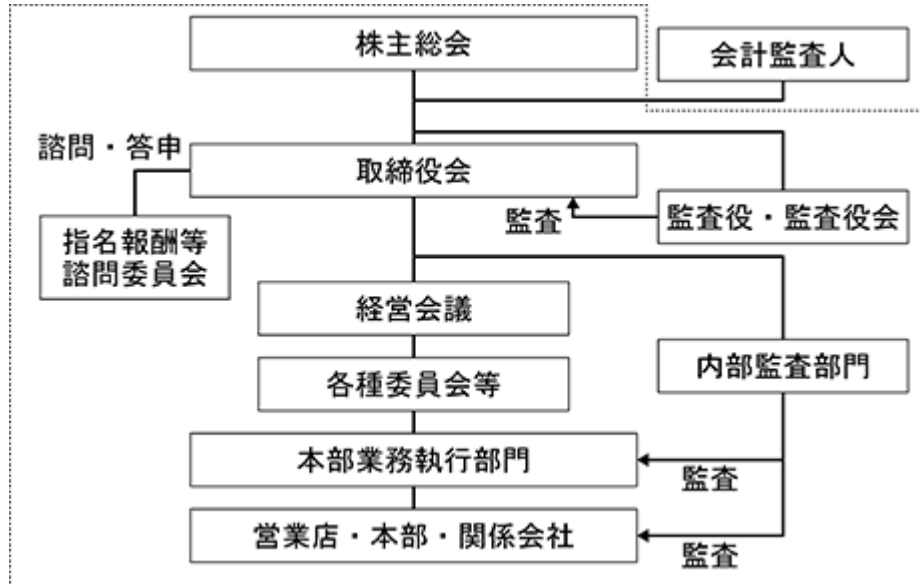 株主総会
会計監査人
諮問・答申
取締役会
監査
監査役・監査役会
指名報酬等
諮問委員会
経営会議
内部監査部門
各種委員会等
本部業務執行部門
監査
営業店・本部・関係会社
監査